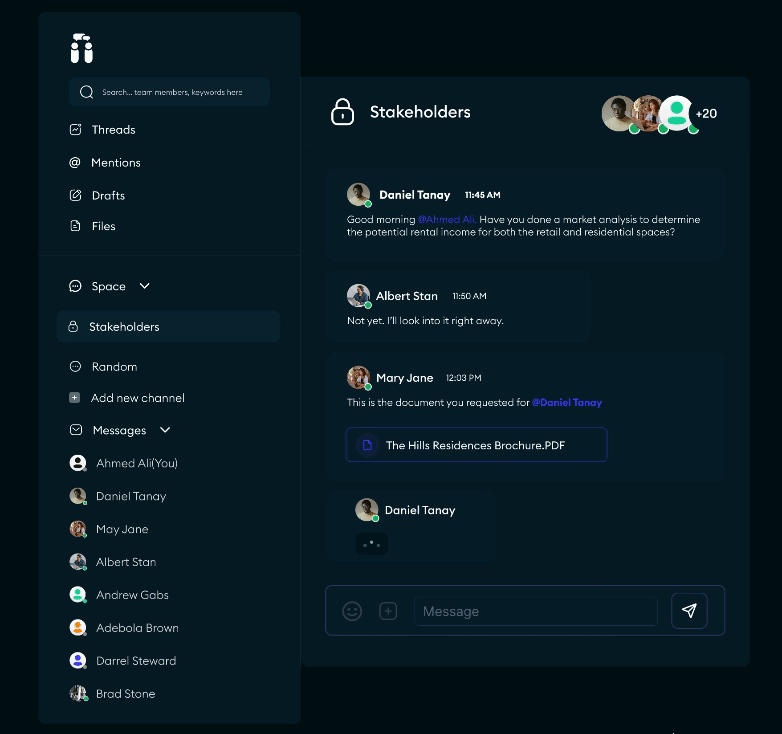 Search... team members, keywords here
Threads
@ Mentions
Drafts
Files
Space
Stakeholders
Random
Add new channel
Messages
Ahmed Ali(You)
Daniel Tanay
May Jane
Albert Stan
Andrew Gabs
Adebola Brown
Darrel Steward
Brad Stone
Stakeholders
+20
Daniel Tanay 11:45 AM
Good morning @Ahmed Ali. Have you done a market analysis to determine
the potential rental income for both the retail and residential spaces?
Albert Stan 11:50 AM
Not yet. I'll look into it right away.
Mary Jane 12:03 PM
This is the document you requested for @Daniel Tanay
The Hills Residences Brochure.PDF
Daniel Tanay
Message